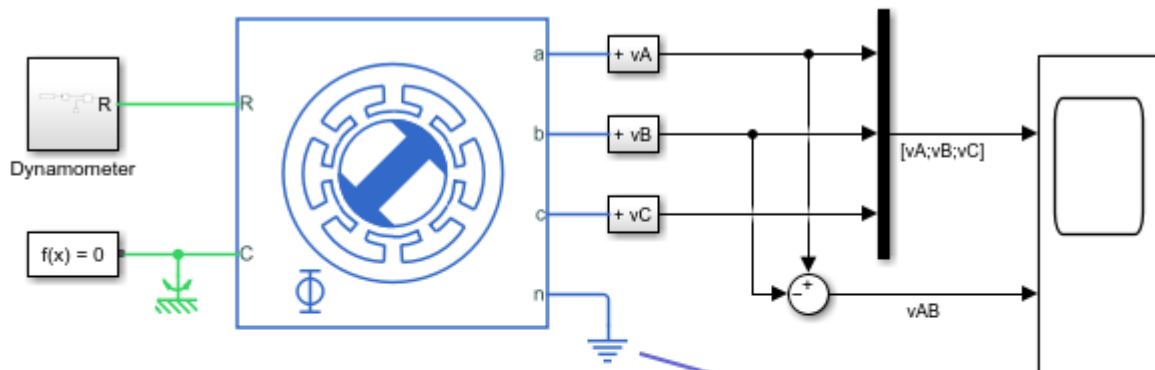 a
+ vA
R
R
Dynamometer
b
+ vB
[vA;vB;vC]
c
+ vC
f(x) = 0
C
Φ
n
+
−
vAB